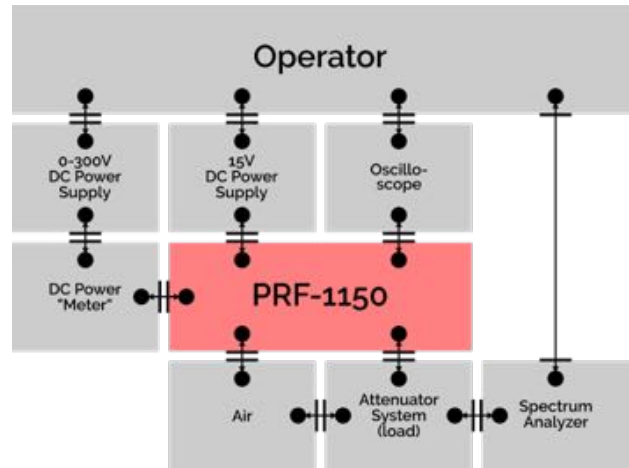 Operator
0-300V
DC Power
Supply
15V
DC Power
Supply
Oscillo-
scope
DC Power
"Meter"
PRF-1150
Air
Attenuator
System
(load)
Spectrum
Analyzer